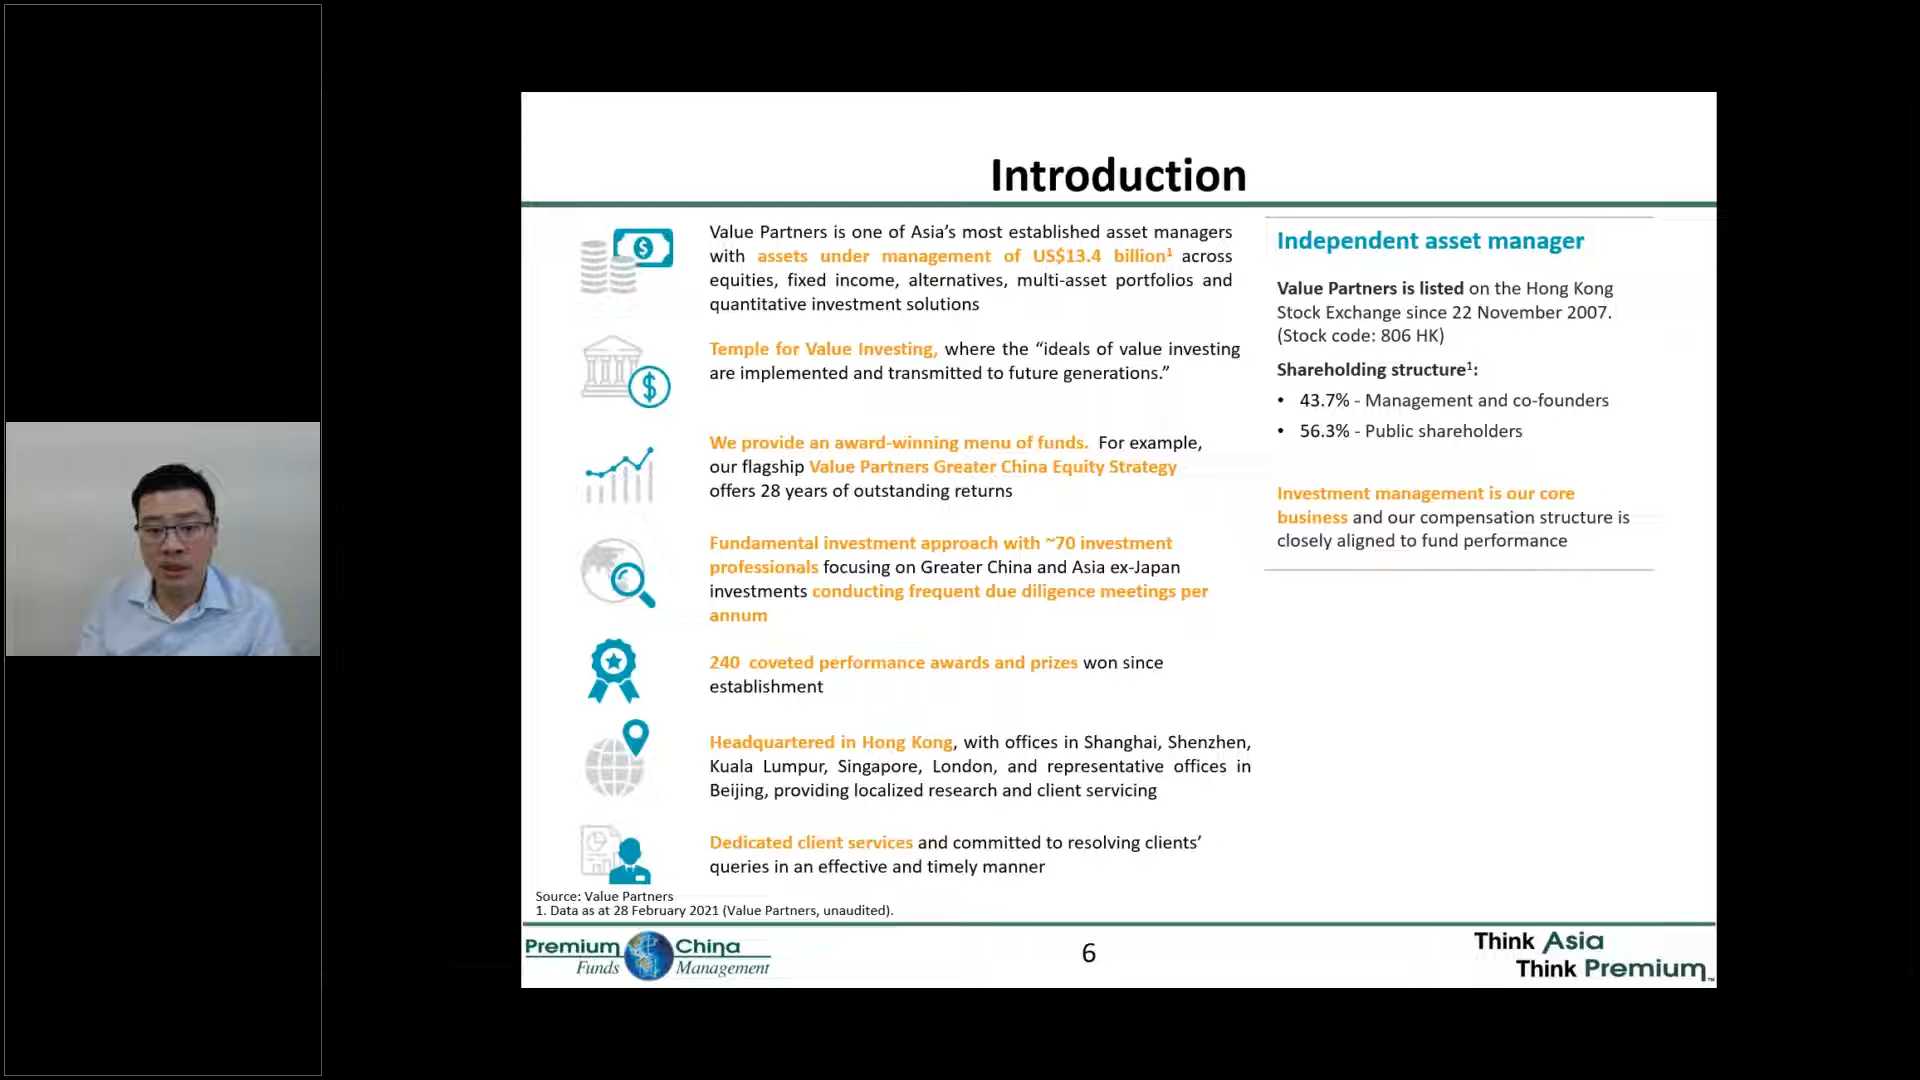 Introduction
Value Partners is one of Asia’s most established asset managers
with assets under management of US$13.4 billion¹ across
equities, fixed income, alternatives, multi-asset portfolios and
quantitative investment solutions
Temple for Value Investing, where the “ideals of value investing
are implemented and transmitted to future generations.”
We provide an award-winning menu of funds. For example,
our flagship Value Partners Greater China Equity Strategy
offers 28 years of outstanding returns
Fundamental investment approach with ~70 investment
professionals focusing on Greater China and Asia ex-Japan
investments conducting frequent due diligence meetings per
annum
240 coveted performance awards and prizes won since
establishment
Headquartered in Hong Kong, with offices in Shanghai, Shenzhen,
Kuala Lumpur, Singapore, London, and representative offices in
Beijing, providing localized research and client servicing
Dedicated client services and committed to resolving clients’
queries in an effective and timely manner
Independent asset manager
Value Partners is listed on the Hong Kong
Stock Exchange since 22 November 2007.
(Stock code: 806 HK)
Shareholding structure¹:
• 43.7% - Management and co-founders
• 56.3% - Public shareholders
Investment management is our core
business and our compensation structure is
closely aligned to fund performance
Source: Value Partners
1. Data as at 28 February 2021 (Value Partners, unaudited).
Premium China
Funds Management
6
Think Asia
Think Premium™